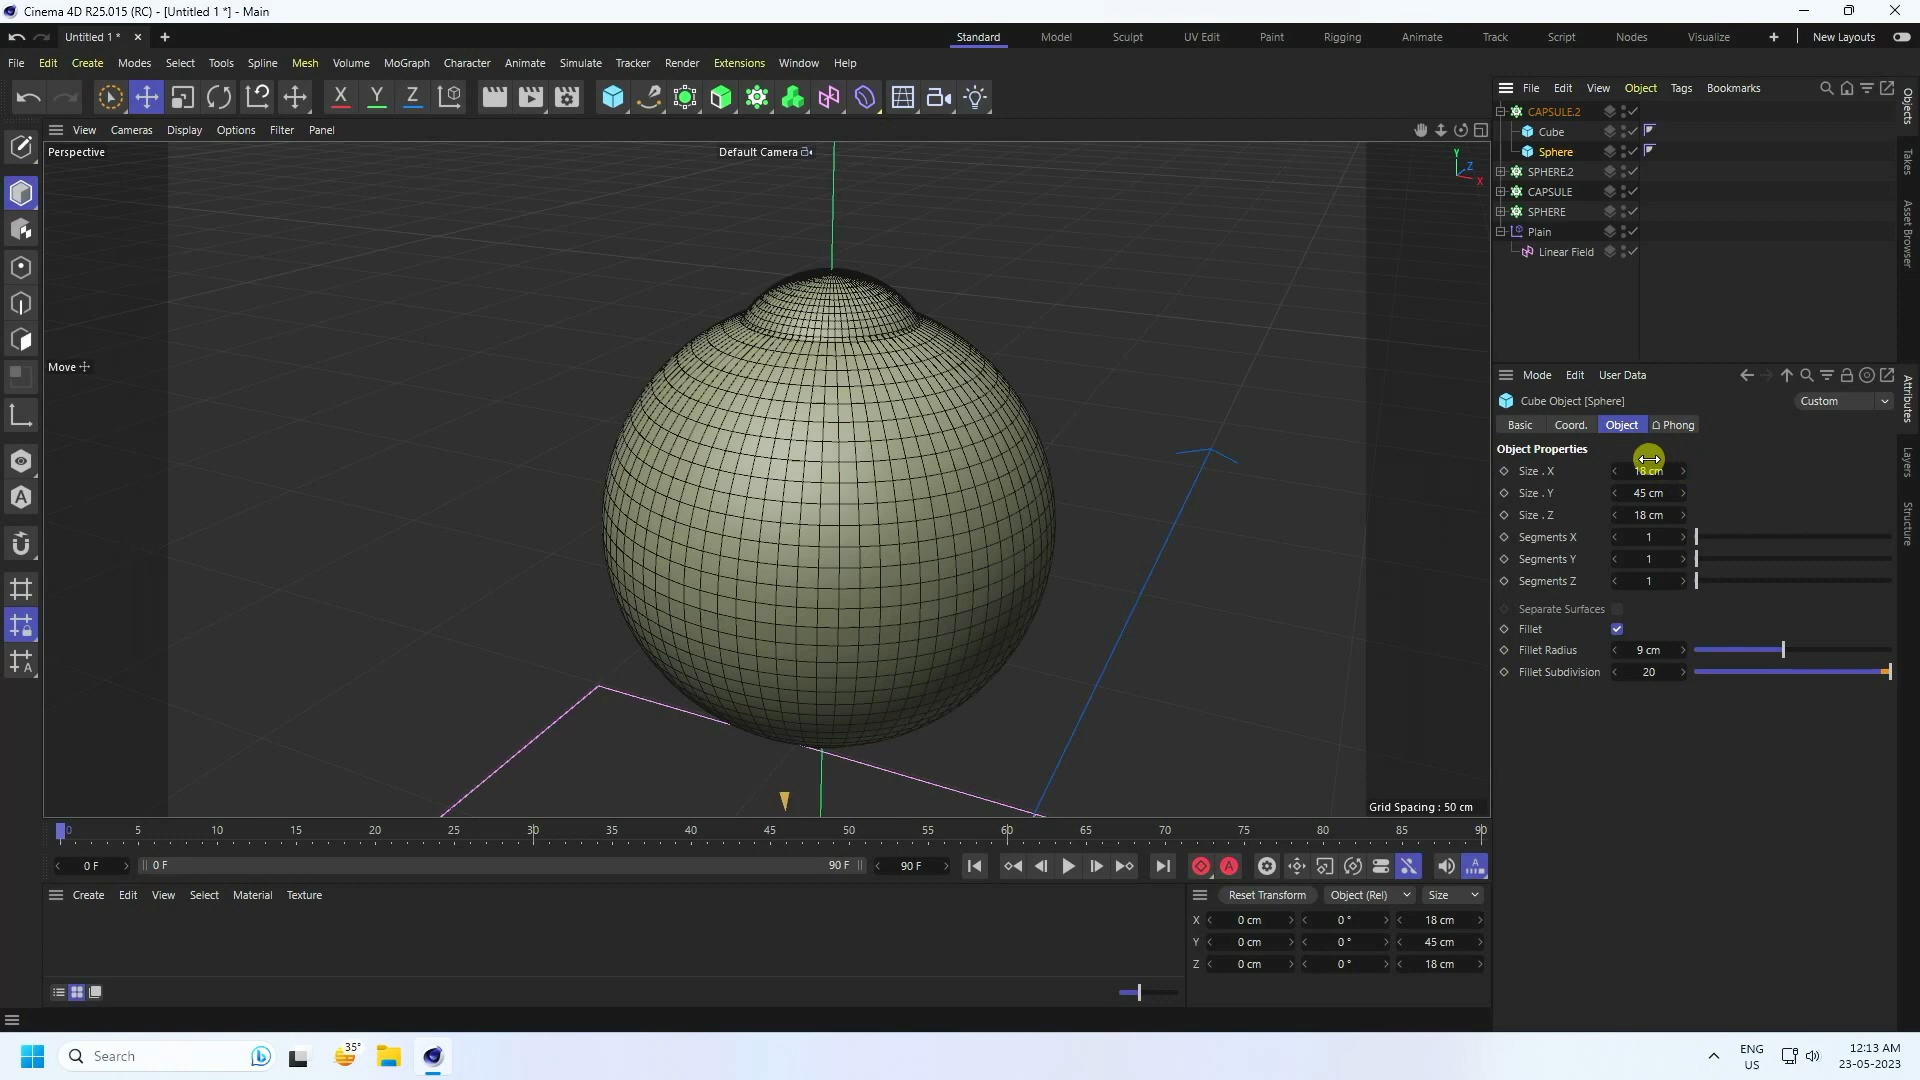 Cinema 4D R25.015 (RC) - [Untitled 1 *] - Main
Untitled 1 *
Standard Model Sculpt UV Edit Paint Rigging Animate Track Script Nodes Visualize New Layouts
File Edit Create Modes Select Tools Spline Mesh Volume MoGraph Character Animate Simulate Tracker Render Extensions Window Help
X Y Z
File Edit View Object Tags Bookmarks
Objects
Takes
Asset Browser
CAPSULE.2
Cube
Sphere
SPHERE.2
CAPSULE
SPHERE
Plain
Linear Field
View Cameras Display Options Filter Panel
Perspective
Default Camera
Y
Z
X
Move
Grid Spacing : 50 cm
Mode Edit User Data
Attributes
Layers
Structure
Cube Object [Sphere]
Custom
Basic Coord. Object Phong
Object Properties
Size . X 18 cm
Size . Y 45 cm
Size . Z 18 cm
Segments X 1
Segments Y 1
Segments Z 1
Separate Surfaces
Fillet
Fillet Radius 9 cm
Fillet Subdivision 20
0 5 10 15 20 25 30 35 40 45 50 55 60 65 70 75 80 85 90
0 F 0 F 90 F 90 F
Create Edit View Select Material Texture
Reset Transform Object (Rel) Size
X 0 cm 0 ° 18 cm
Y 0 cm 0 ° 45 cm
Z 0 cm 0 ° 18 cm
Search
35°
ENG
US
12:13 AM
23-05-2023